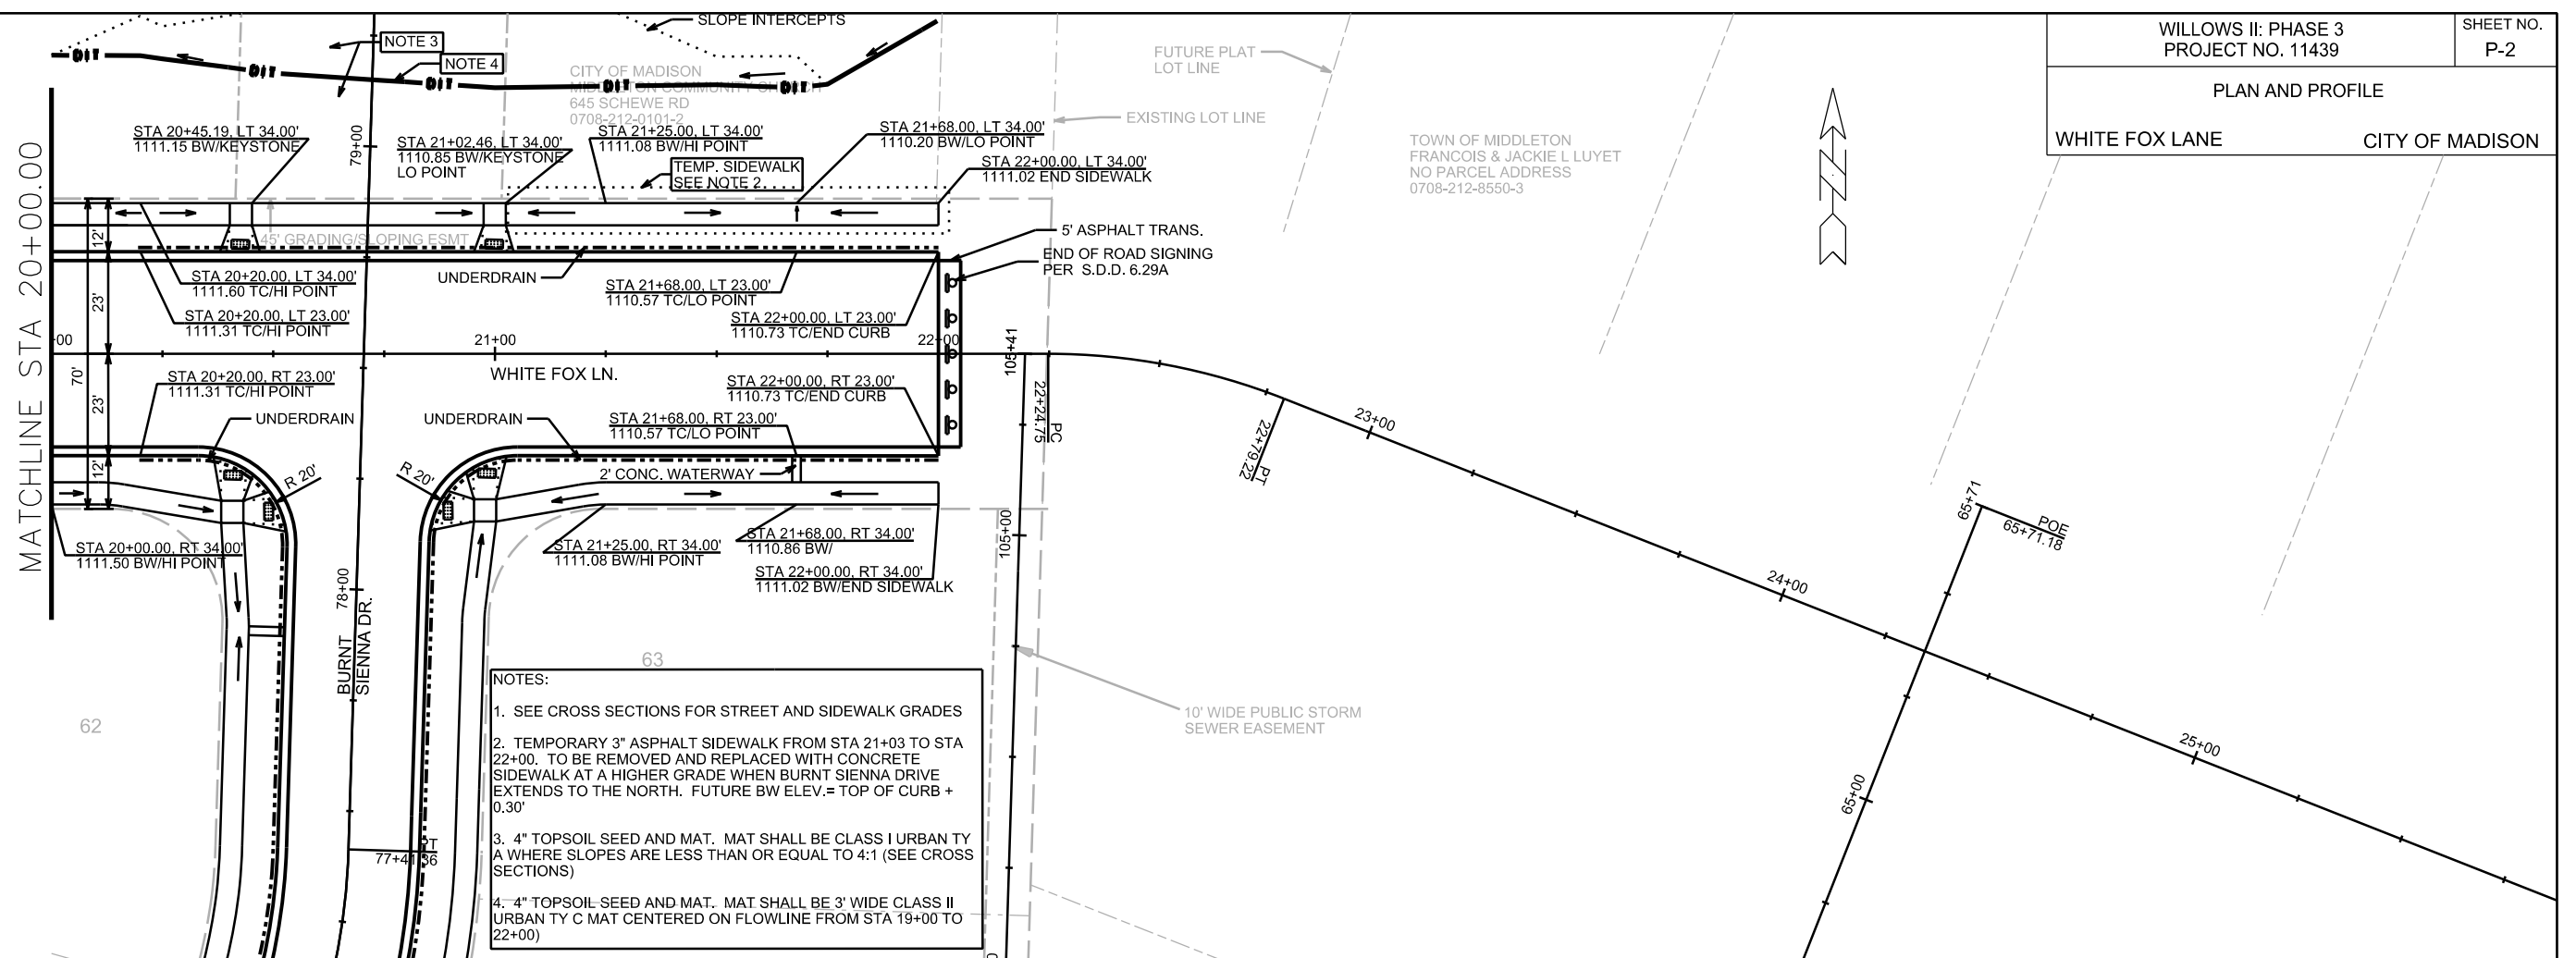 WILLOWS II: PHASE 3
PROJECT NO. 11439
SHEET NO.
P-2
PLAN AND PROFILE
WHITE FOX LANE
CITY OF MADISON
SLOPE INTERCEPTS
NOTE 3
NOTE 4
DIT
DIT
DIT
DIT
DIT
CITY OF MADISON
MIDDLETON COMMUNITY CHURCH
645 SCHEWE RD
0708-212-0101-2
FUTURE PLAT
LOT LINE
EXISTING LOT LINE
TOWN OF MIDDLETON
FRANCOIS & JACKIE L LUYET
NO PARCEL ADDRESS
0708-212-8550-3
MATCHLINE STA 20+00.00
STA 20+45.19, LT 34.00'
1111.15 BW/KEYSTONE
79+00
STA 21+02.46, LT 34.00'
1110.85 BW/KEYSTONE
LO POINT
STA 21+25.00, LT 34.00'
1111.08 BW/HI POINT
TEMP. SIDEWALK
SEE NOTE 2
STA 21+68.00, LT 34.00'
1110.20 BW/LO POINT
STA 22+00.00, LT 34.00'
1111.02 END SIDEWALK
5' ASPHALT TRANS.
END OF ROAD SIGNING
PER S.D.D. 6.29A
12'
23'
70'
23'
12'
45' GRADING/SLOPING ESMT
STA 20+20.00, LT 34.00'
1111.60 TC/HI POINT
STA 20+20.00, LT 23.00'
1111.31 TC/HI POINT
UNDERDRAIN
STA 21+68.00, LT 23.00'
1110.57 TC/LO POINT
STA 22+00.00, LT 23.00'
1110.73 TC/END CURB
+00
21+00
22+00
WHITE FOX LN.
105+41
22+24.75
PC
22+79.22
PT
23+00
24+00
25+00
STA 20+20.00, RT 23.00'
1111.31 TC/HI POINT
UNDERDRAIN
UNDERDRAIN
STA 22+00.00, RT 23.00'
1110.73 TC/END CURB
STA 21+68.00, RT 23.00'
1110.57 TC/LO POINT
2' CONC. WATERWAY
R 20'
R 20'
STA 20+00.00, RT 34.00'
1111.50 BW/HI POINT
STA 21+25.00, RT 34.00'
1111.08 BW/HI POINT
STA 21+68.00, RT 34.00'
1110.86 BW/
STA 22+00.00, RT 34.00'
1111.02 BW/END SIDEWALK
105+00
65+71
POE
65+71.18
65+00
78+00
BURNT
SIENNA DR.
PT
77+41.36
62
63
10' WIDE PUBLIC STORM
SEWER EASEMENT
NOTES:
1. SEE CROSS SECTIONS FOR STREET AND SIDEWALK GRADES
2. TEMPORARY 3" ASPHALT SIDEWALK FROM STA 21+03 TO STA
22+00. TO BE REMOVED AND REPLACED WITH CONCRETE
SIDEWALK AT A HIGHER GRADE WHEN BURNT SIENNA DRIVE
EXTENDS TO THE NORTH. FUTURE BW ELEV.= TOP OF CURB +
0.30'
3. 4" TOPSOIL SEED AND MAT. MAT SHALL BE CLASS I URBAN TY
A WHERE SLOPES ARE LESS THAN OR EQUAL TO 4:1 (SEE CROSS
SECTIONS)
4. 4" TOPSOIL SEED AND MAT. MAT SHALL BE 3' WIDE CLASS II
URBAN TY C MAT CENTERED ON FLOWLINE FROM STA 19+00 TO
22+00)